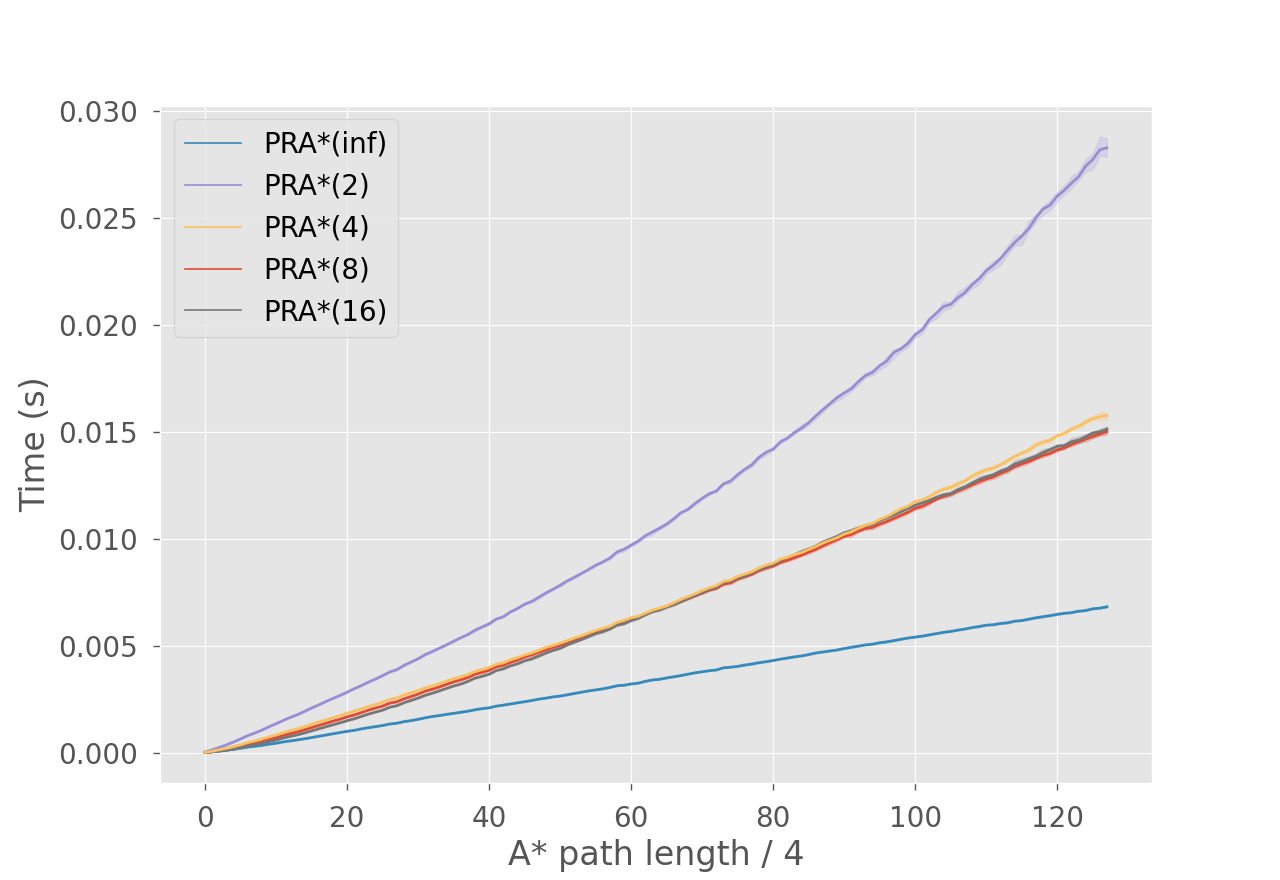 0.030
0.025
0.020
0.015
0.010
0.005
0.000
Time (s)
PRA*(inf)
PRA*(2)
PRA*(4)
PRA*(8)
PRA*(16)
0 20 40 60 80 100 120
A* path length / 4